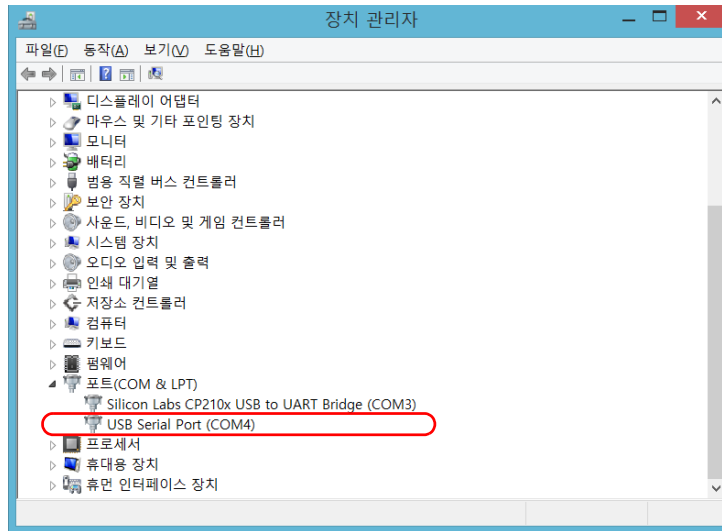 장치 관리자
파일(F) 동작(A) 보기(V) 도움말(H)
디스플레이 어댑터
마우스 및 기타 포인팅 장치
모니터
배터리
범용 직렬 버스 컨트롤러
보안 장치
사운드, 비디오 및 게임 컨트롤러
시스템 장치
오디오 입력 및 출력
인쇄 대기열
저장소 컨트롤러
컴퓨터
키보드
펌웨어
포트(COM & LPT)
Silicon Labs CP210x USB to UART Bridge (COM3)
USB Serial Port (COM4)
프로세서
휴대용 장치
휴먼 인터페이스 장치